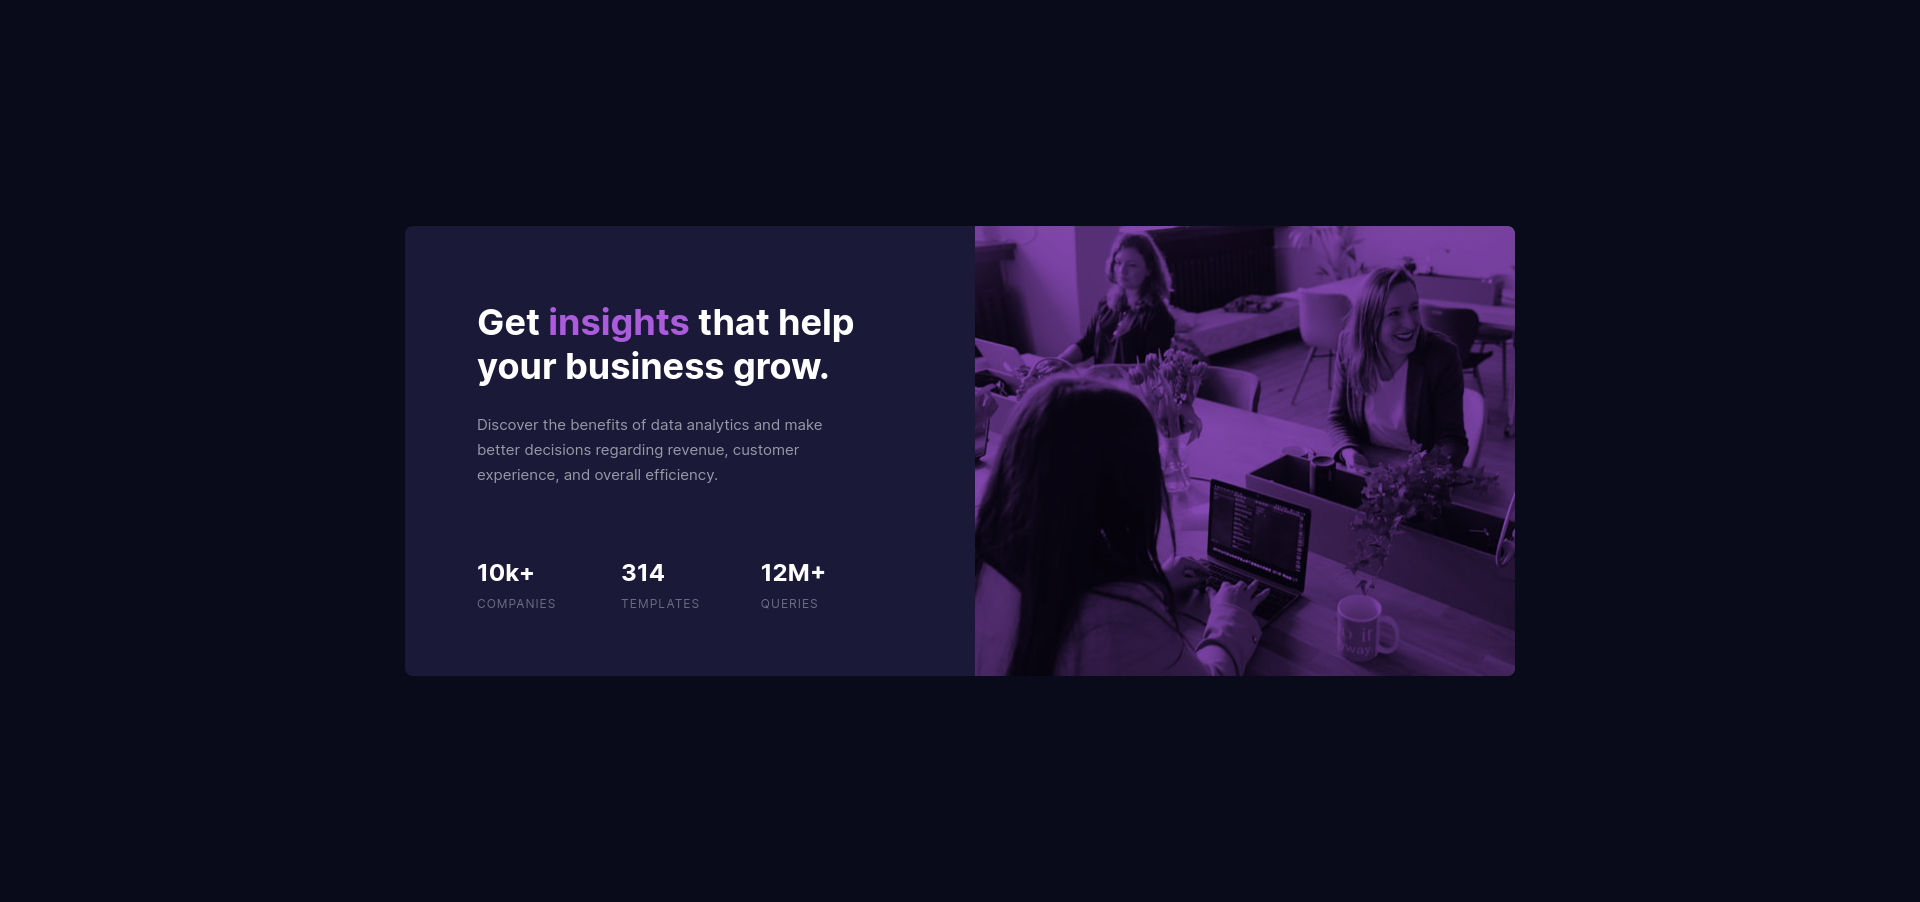 Get insights that help
your business grow.
Discover the benefits of data analytics and make
better decisions regarding revenue, customer
experience, and overall efficiency.
10k+ 314 12M+
COMPANIES TEMPLATES QUERIES